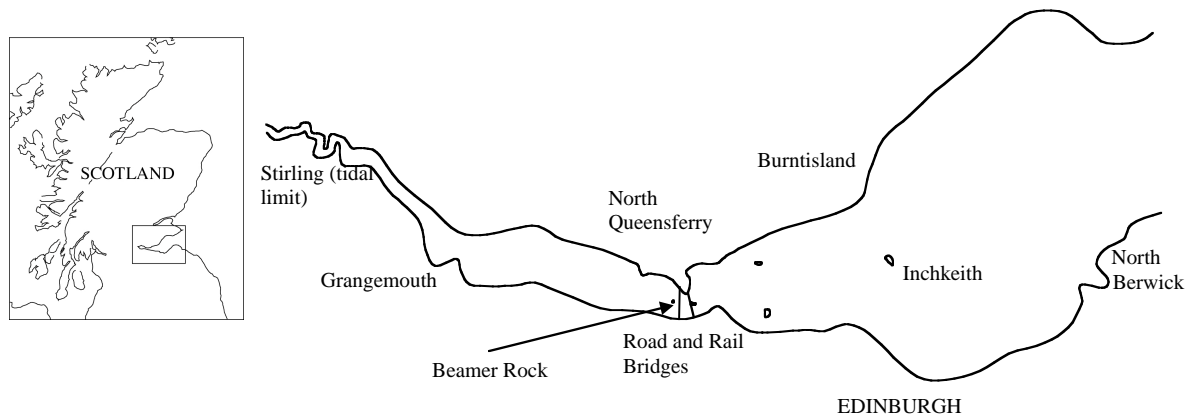 SCOTLAND
Stirling (tidal
limit)
Grangemouth
Beamer Rock
North
Queensferry
Road and Rail
Bridges
Burntisland
Inchkeith
North
Berwick
EDINBURGH